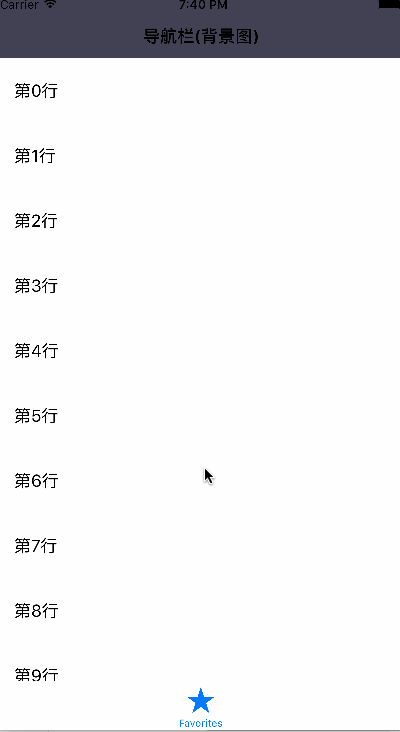 Carrier 7:40 PM
导航栏(背景图)
第0行
第1行
第2行
第3行
第4行
第5行
第6行
第7行
第8行
第9行
Favorites